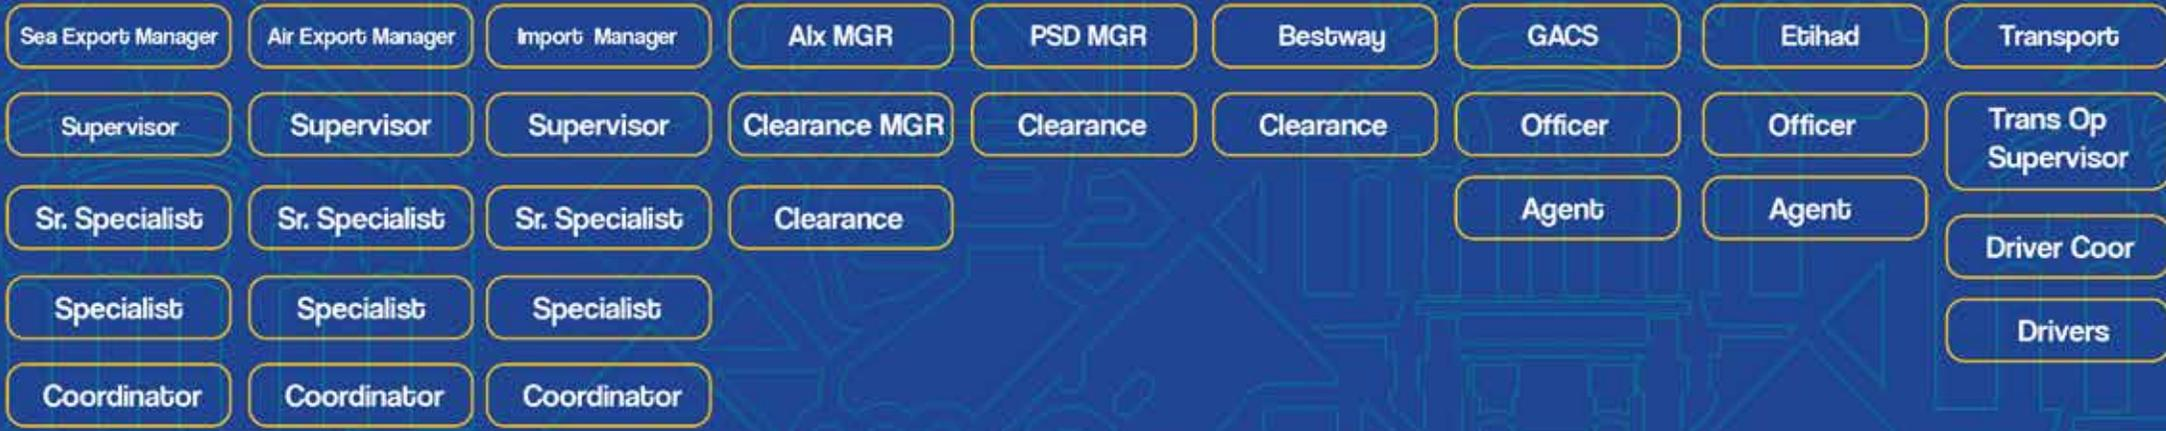 Sea Export Manager
Air Export Manager
Import Manager
Alx MGR
PSD MGR
Bestway
GACS
Etihad
Transport
Supervisor
Supervisor
Supervisor
Clearance MGR
Clearance
Clearance
Officer
Officer
Trans Op
Supervisor
Sr. Specialist
Sr. Specialist
Sr. Specialist
Clearance
Agent
Agent
Driver Coor
Specialist
Specialist
Specialist
Drivers
Coordinator
Coordinator
Coordinator